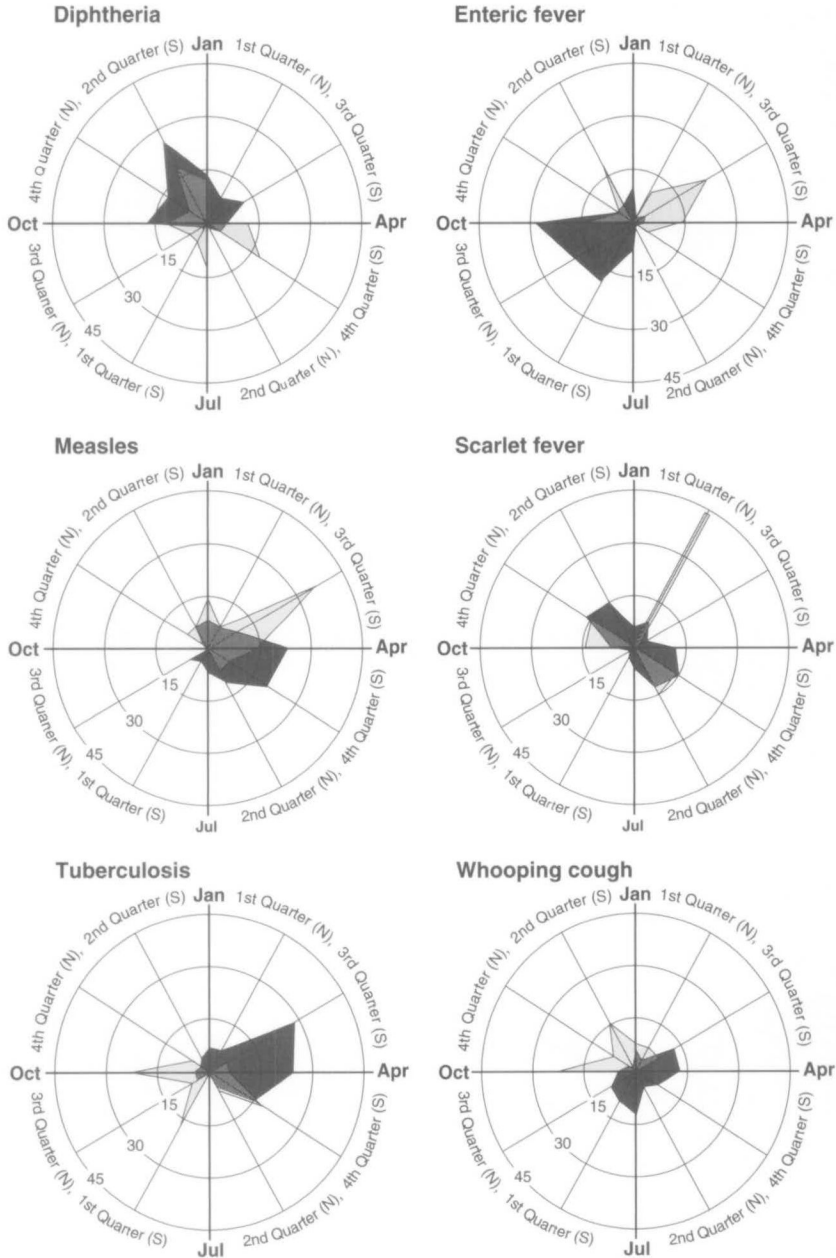 Diphtheria
Jan
4th Quarter (N), 2nd Quarter (S)
1st Quarter (N), 3rd Quarter (S)
Oct
Apr
15
30
45
3rd Quaner (N), 1st Quarter (S)
2nd Quarter (N), 4th Quarter (S)
Jul
Enteric fever
Jan
4th Quarter (N), 2nd Quarter (S)
1st Quarter (N), 3rd Quarter (S)
Oct
Apr
15
30
45
3rd Quaner (N), 1st Quarter (S)
2nd Quarter (N), 4th Quarter (S)
Jul
Measles
Jan
4th Quarter (N), 2nd Quarter (S)
1st Quarter (N), 3rd Quarter (S)
Oct
Apr
15
30
45
3rd Quaner (N), 1st Quarter (S)
2nd Quarter (N), 4th Quarter (S)
Jul
Scarlet fever
Jan
4th Quarter (N), 2nd Quarter (S)
1st Quarter (N), 3rd Quarter (S)
Oct
Apr
15
30
45
3rd Quaner (N), 1st Quarter (S)
2nd Quarter (N), 4th Quarter (S)
Jul
Tuberculosis
Jan
4th Quarter (N), 2nd Quarter (S)
1st Quarter (N), 3rd Quaner (S)
Oct
Apr
15
30
45
3rd Quarter (N), 1st Quarter (S)
2nd Quarter (N), 4th Quarter (S)
Jul
Whooping cough
Jan
4th Quarter (N), 2nd Quarter (S)
1st Quarter (N), 3rd Quarter (S)
Oct
Apr
15
30
45
3rd Quarter (N), 1st Quarter (S)
2nd Quarter (N), 4th Quarter (S)
Jul